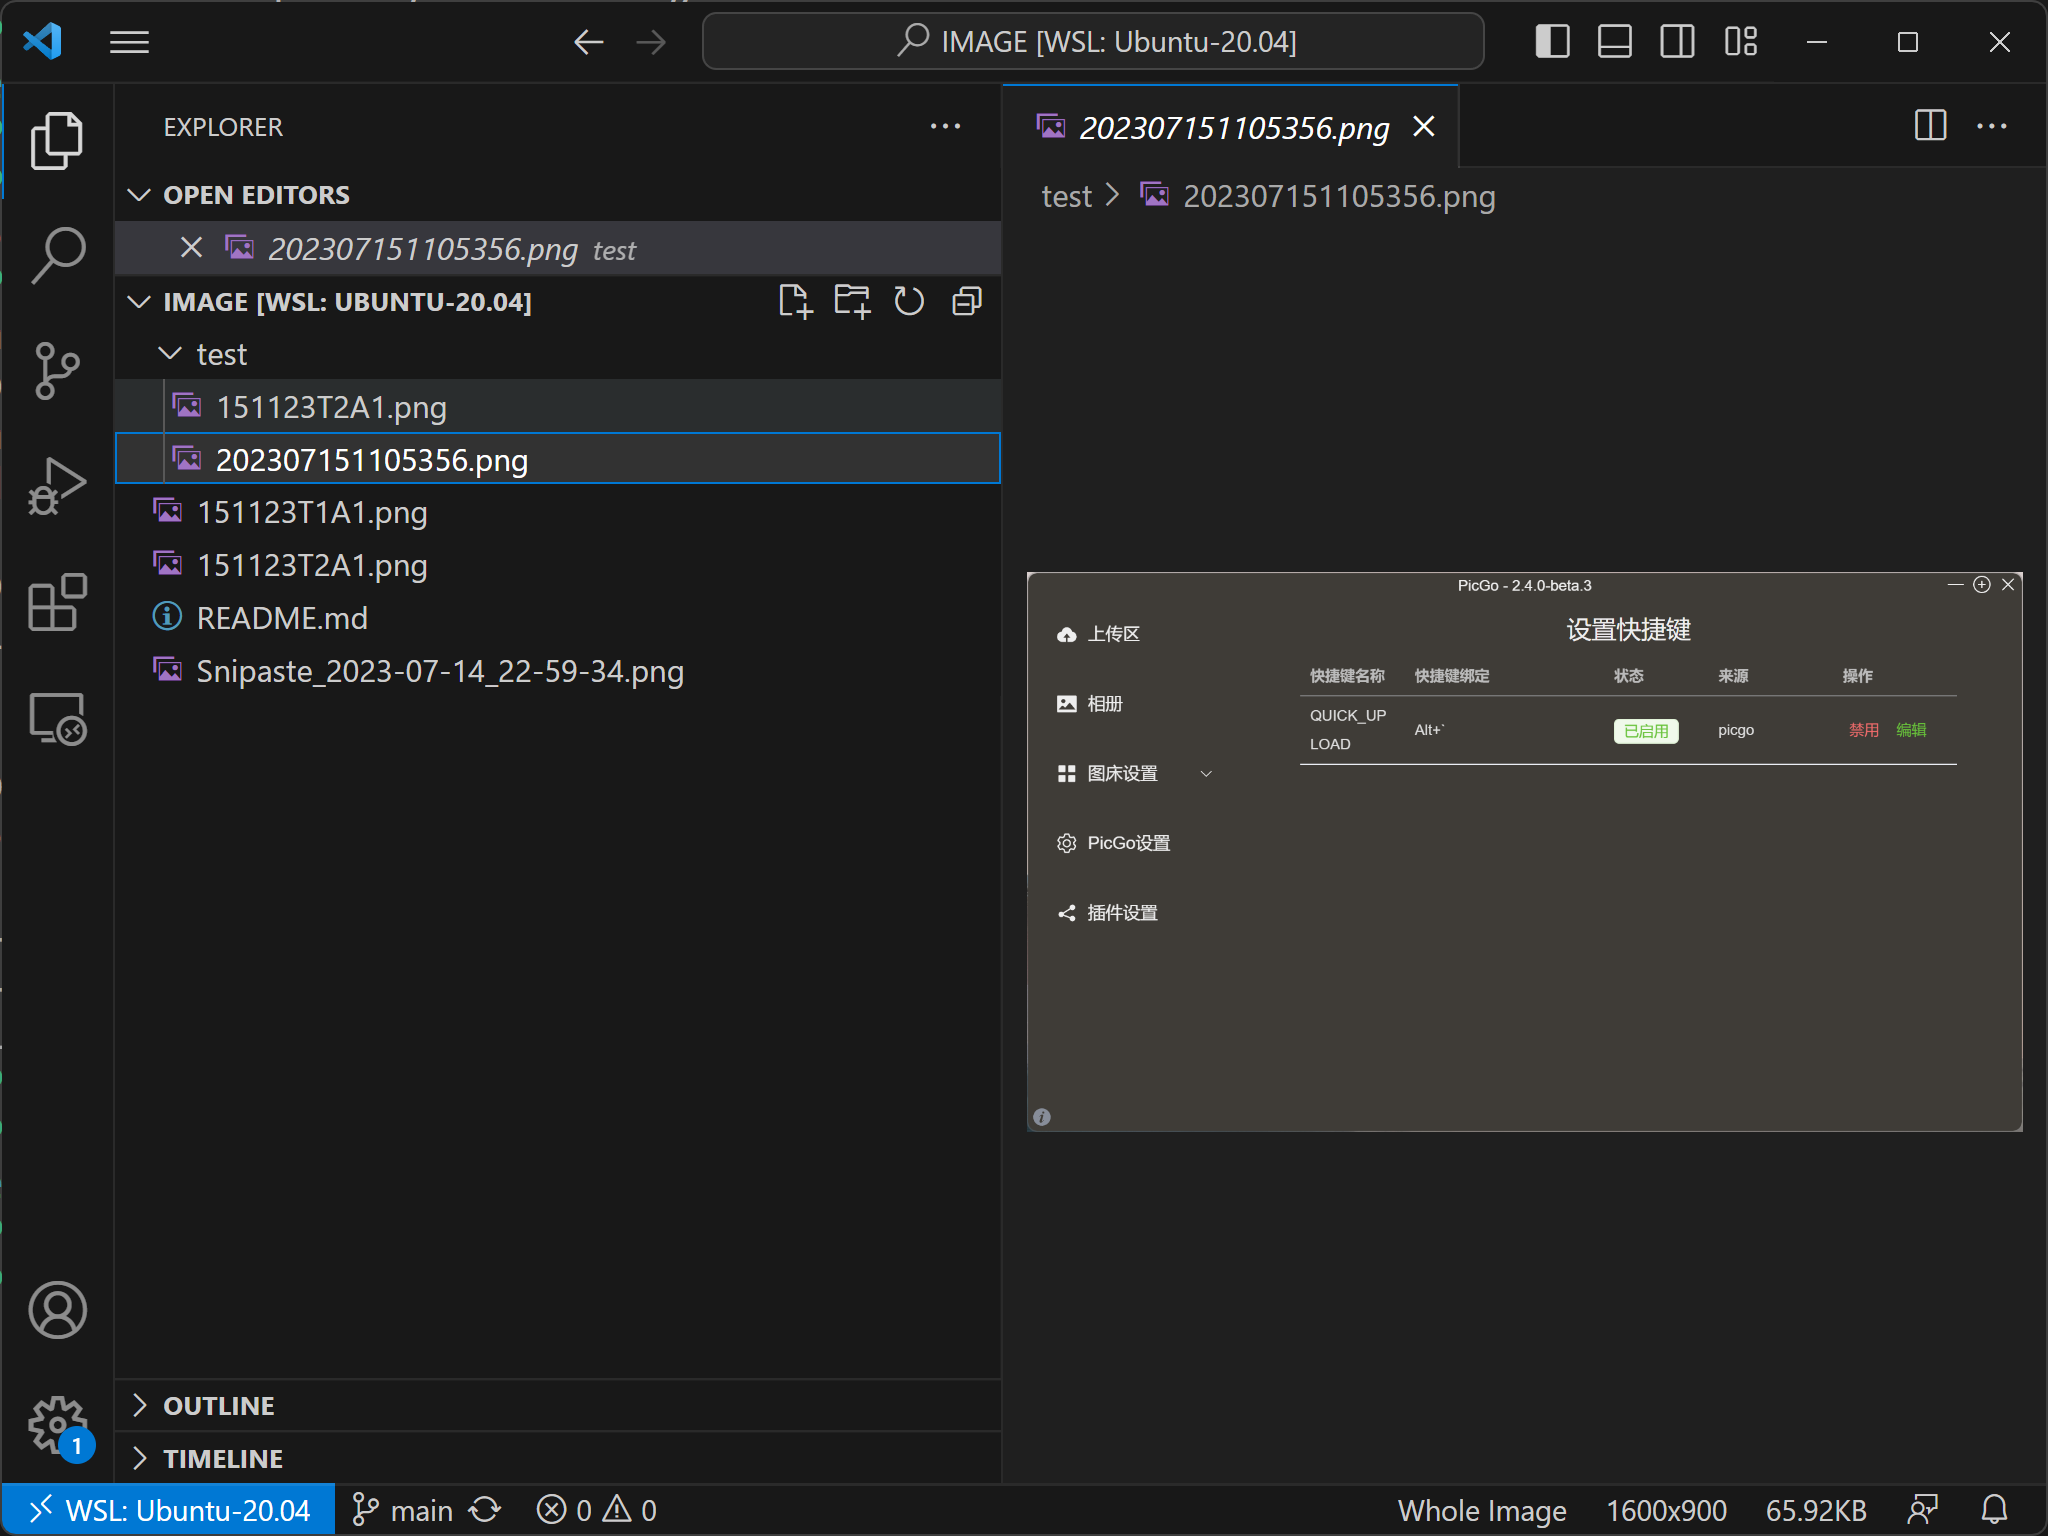 IMAGE [WSL: Ubuntu-20.04]
EXPLORER
OPEN EDITORS
202307151105356.png test
IMAGE [WSL: UBUNTU-20.04]
test
151123T2A1.png
202307151105356.png
151123T1A1.png
151123T2A1.png
README.md
Snipaste_2023-07-14_22-59-34.png
OUTLINE
TIMELINE
202307151105356.png
test > 202307151105356.png
PicGo - 2.4.0-beta.3
上传区
相册
图床设置
PicGo设置
插件设置
设置快捷键
快捷键名称 快捷键绑定 状态 来源 操作
QUICK_UP
LOAD
Alt+` 已启用 picgo 禁用 编辑
1
WSL: Ubuntu-20.04 main 0 0 Whole Image 1600x900 65.92KB